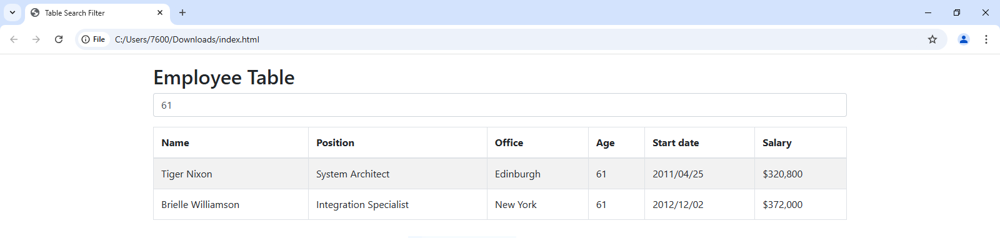 Table Search Filter
File C:/Users/7600/Downloads/index.html
Employee Table
61
Name Position Office Age Start date Salary
Tiger Nixon System Architect Edinburgh 61 2011/04/25 $320,800
Brielle Williamson Integration Specialist New York 61 2012/12/02 $372,000